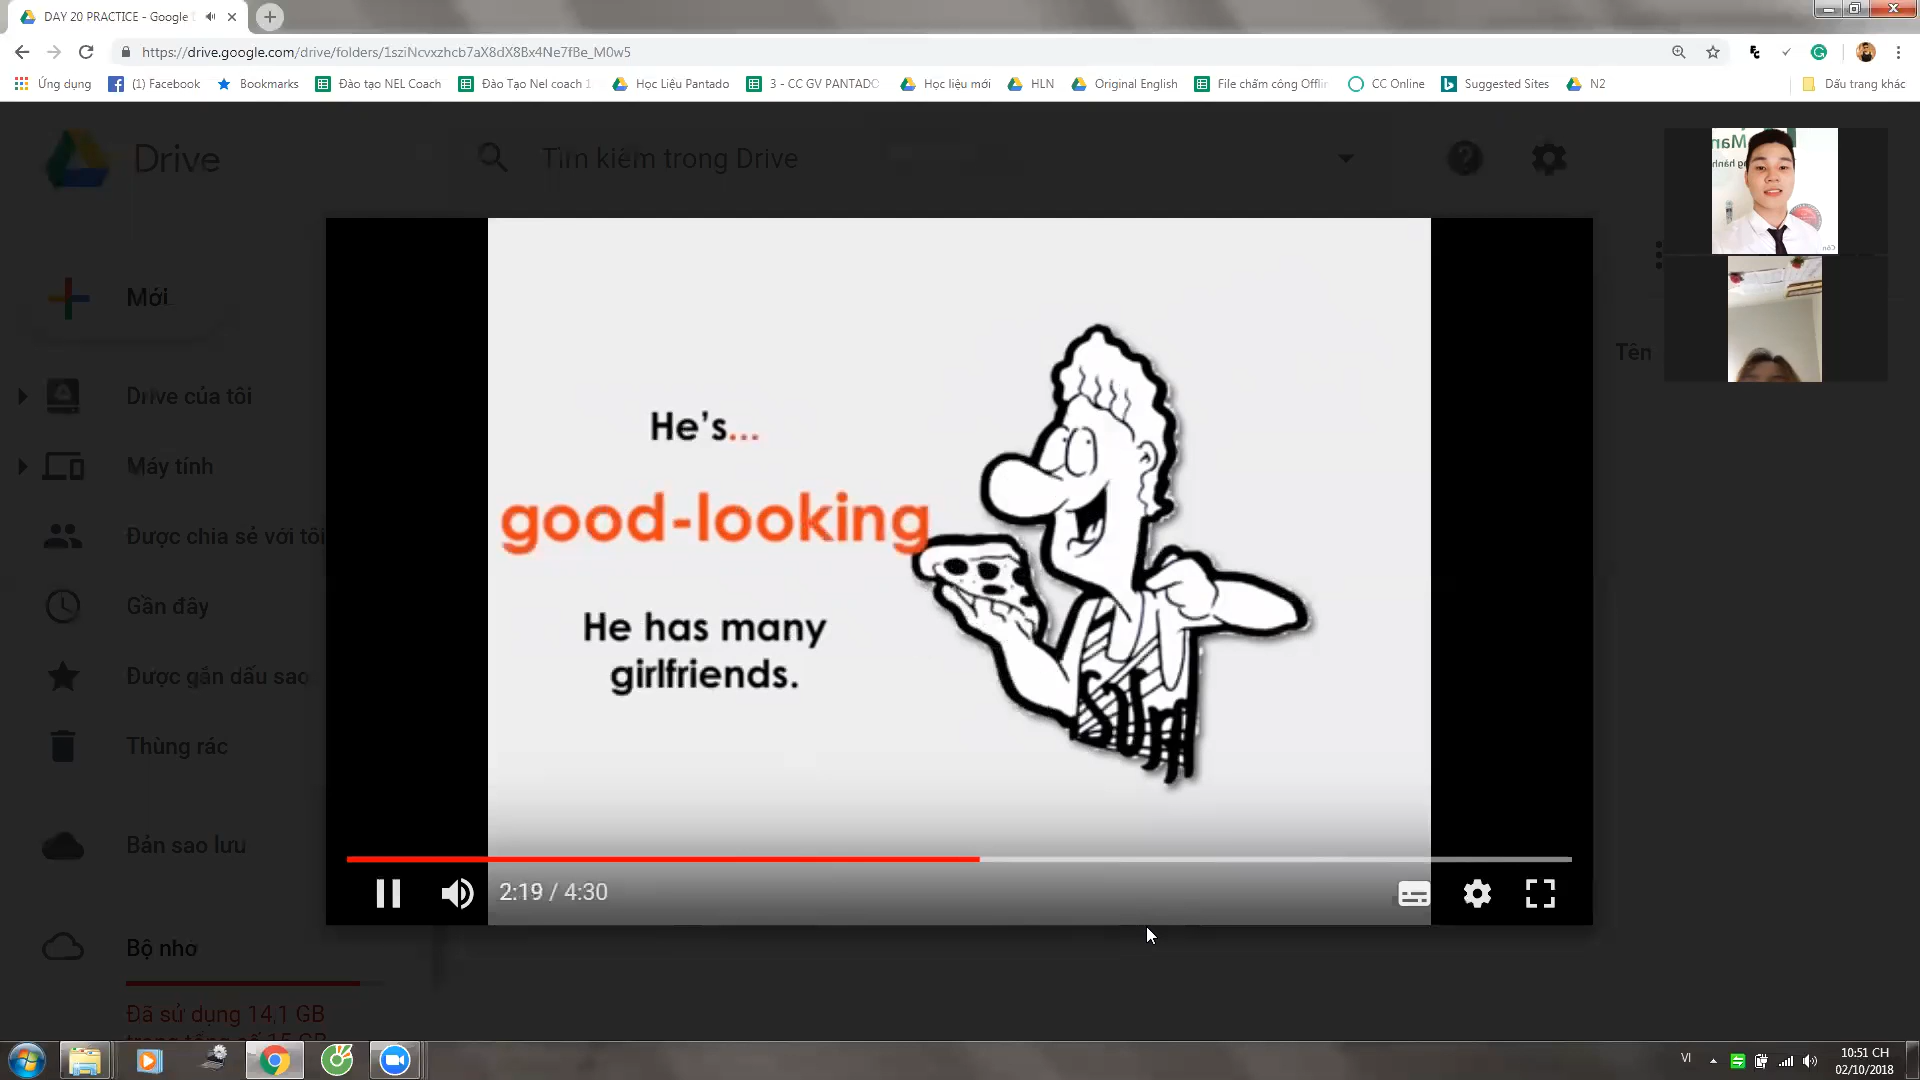 DAY 20 PRACTICE - Google
https://drive.google.com/drive/folders/1sziNcvxzhcb7aX8dX8Bx4Ne7fBe_M0w5
Ứng dụng
(1) Facebook
Bookmarks
Đào tạo NEL Coach
Đào Tạo Nel coach 1
Học Liệu Pantado
3 - CC GV PANTADO
Học liệu mới
HLN
Original English
File chấm công Offlin
CC Online
Suggested Sites
N2
Dấu trang khác
Drive
Tìm kiếm trong Drive
Mới
Tên
Drive của tôi
Máy tính
Được chia sẻ với tôi
Gần đây
Được gắn dấu sao
Thùng rác
Bản sao lưu
Bộ nhớ
Đã sử dụng 14,1 GB
He's...
good-looking
He has many
girlfriends.
Surf
2:19 / 4:30
VI
10:51 CH
02/10/2018